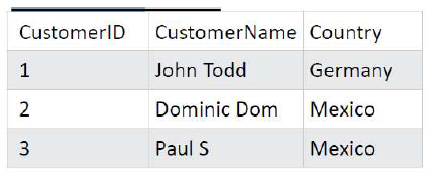 CustomerID CustomerName Country
1 John Todd Germany
2 Dominic Dom Mexico
3 Paul S Mexico